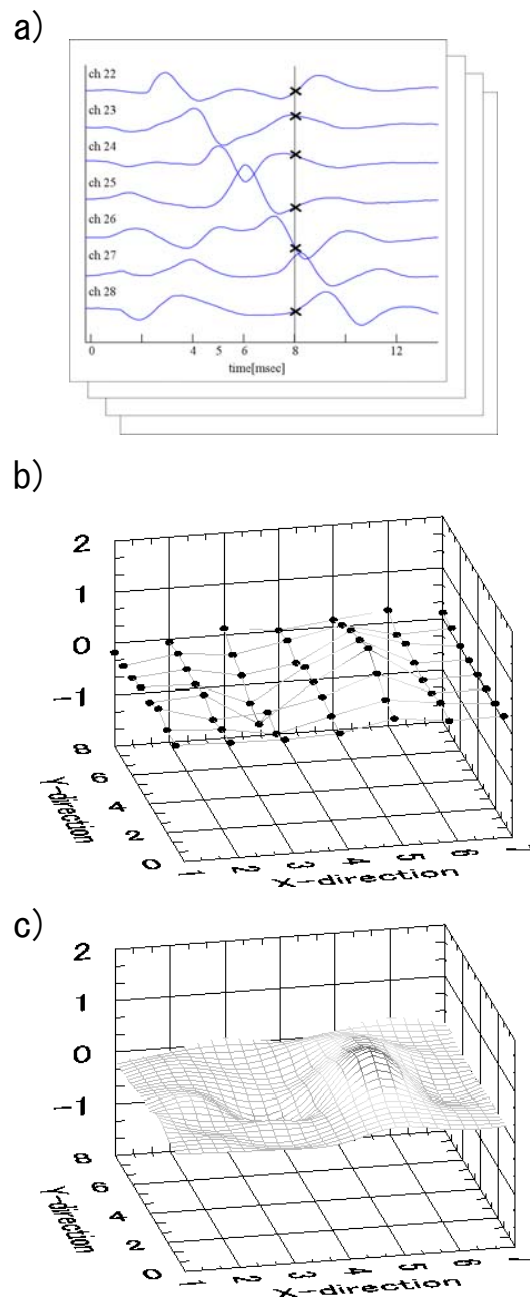 a)
ch 22
ch 23
ch 24
ch 25
ch 26
ch 27
ch 28
0 4 5 6 8 12
time[msec]
b)
2
1
0
-1
8
6
4
2
0
Y-direction
1 2 3 4 5 6 7
X-direction
c)
2
1
0
-1
8
6
4
2
0
Y-direction
1 2 3 4 5 6 7
X-direction